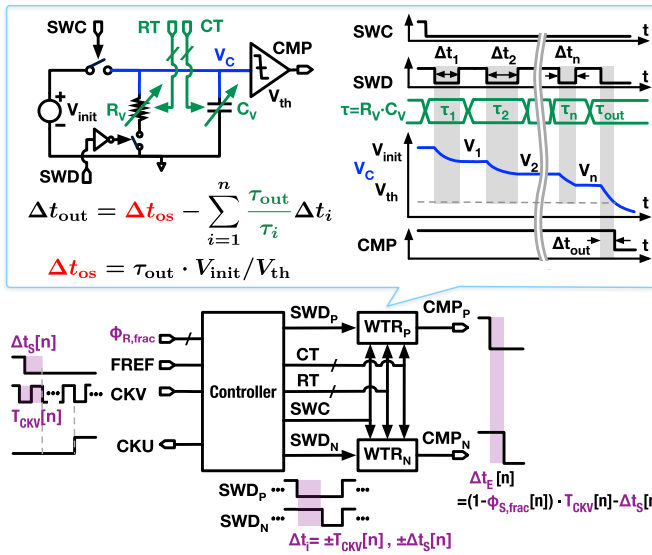 SWC
RT
CT
V_C
CMP
V_th
V_init
R_V
C_V
SWD
Δt_out = Δt_os − ∑_{i=1}^{n} τ_out/τ_i Δt_i
Δt_os = τ_out · V_init/V_th
SWC
t
Δt_1 Δt_2 Δt_n
SWD
t
τ=R_V·C_V τ_1 τ_2 τ_n τ_out
V_init
V_C
V_th
V_1
V_2
V_n
t
CMP
Δt_out
t
Φ_R,frac
FREF
CKV
CKU
Δt_S[n]
T_CKV[n]
Controller
SWD_P
CT
RT
SWC
SWD_N
WTR_P
WTR_N
CMP_P
CMP_N
SWD_P
SWD_N
Δt_i= ±T_CKV[n] , ±Δt_S[n]
Δt_E [n]
=(1-Φ_S,frac[n]) · T_CKV[n]-Δt_S[n]